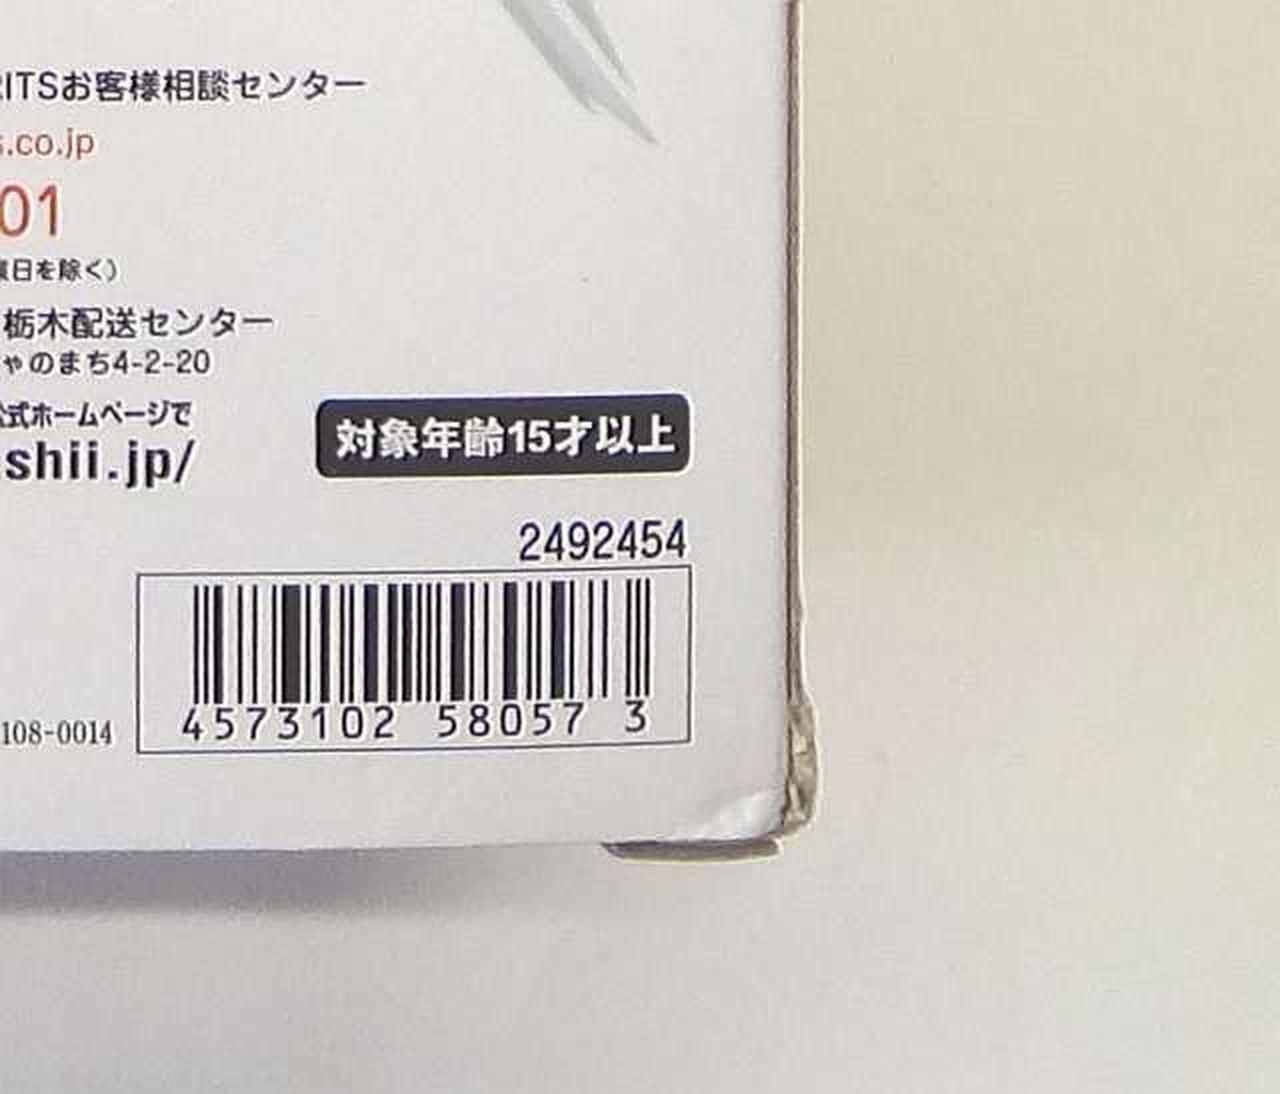 ITSお客様相談センター
s.co.jp
01
日を除く）
栃木配送センター
ゃのまち4-2-20
公式ホームページで
shii.jp/
対象年齢15才以上
2492454
4573102 58057 3
108-0014